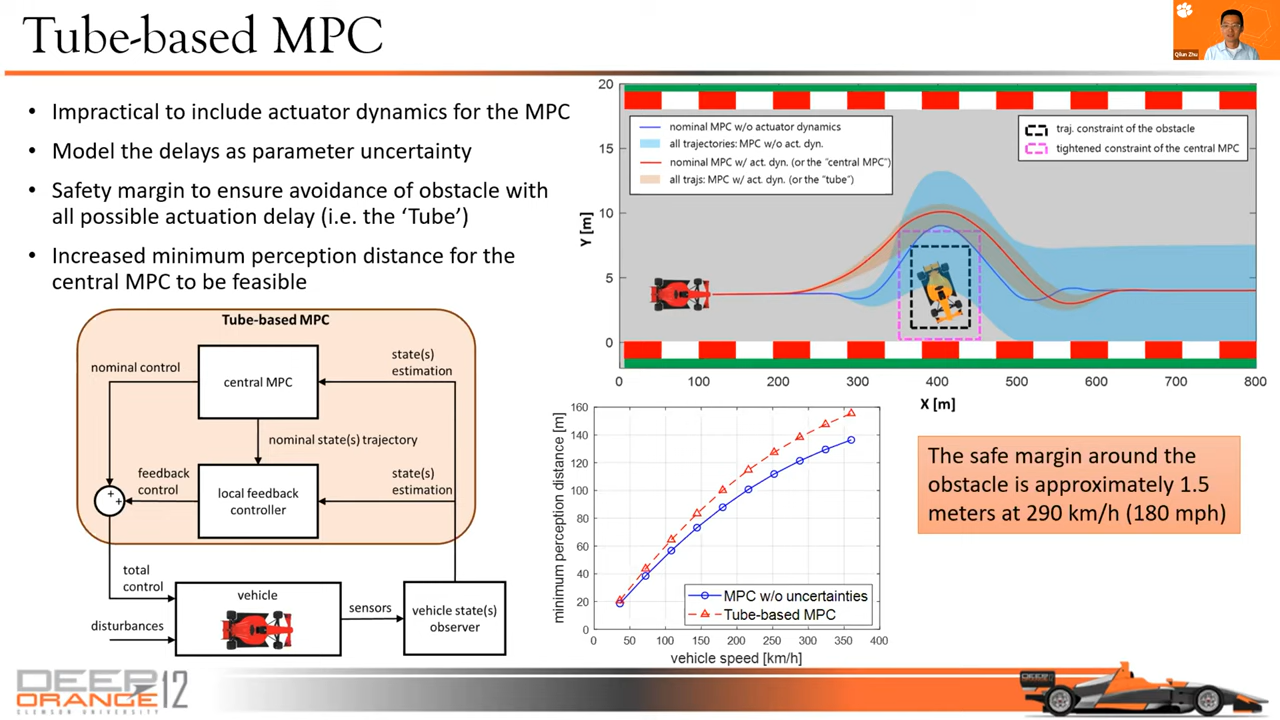 Tube-based MPC
Qilun Zhu
• Impractical to include actuator dynamics for the MPC
• Model the delays as parameter uncertainty
• Safety margin to ensure avoidance of obstacle with
all possible actuation delay (i.e. the ‘Tube’)
• Increased minimum perception distance for the
central MPC to be feasible
Tube-based MPC
nominal control
central MPC
state(s)
estimation
nominal state(s) trajectory
feedback
control
local feedback
controller
state(s)
estimation
+
+
total
control
disturbances
vehicle
sensors
vehicle state(s)
observer
20
15
10
5
0
Y [m]
nominal MPC w/o actuator dynamics
all trajectories: MPC w/o act. dyn.
nominal MPC w/ act. dyn. (or the "central MPC")
all trajs: MPC w/ act. dyn. (or the "tube")
traj. constraint of the obstacle
tightened constraint of the central MPC
0 100 200 300 400 500 600 700 800
X [m]
160
140
120
100
80
60
40
20
0
minimum perception distance [m]
MPC w/o uncertainties
Tube-based MPC
0 50 100 150 200 250 300 350 400
vehicle speed [km/h]
The safe margin around the
obstacle is approximately 1.5
meters at 290 km/h (180 mph)
DEEP
ORANGE 12
CLEMSON UNIVERSITY